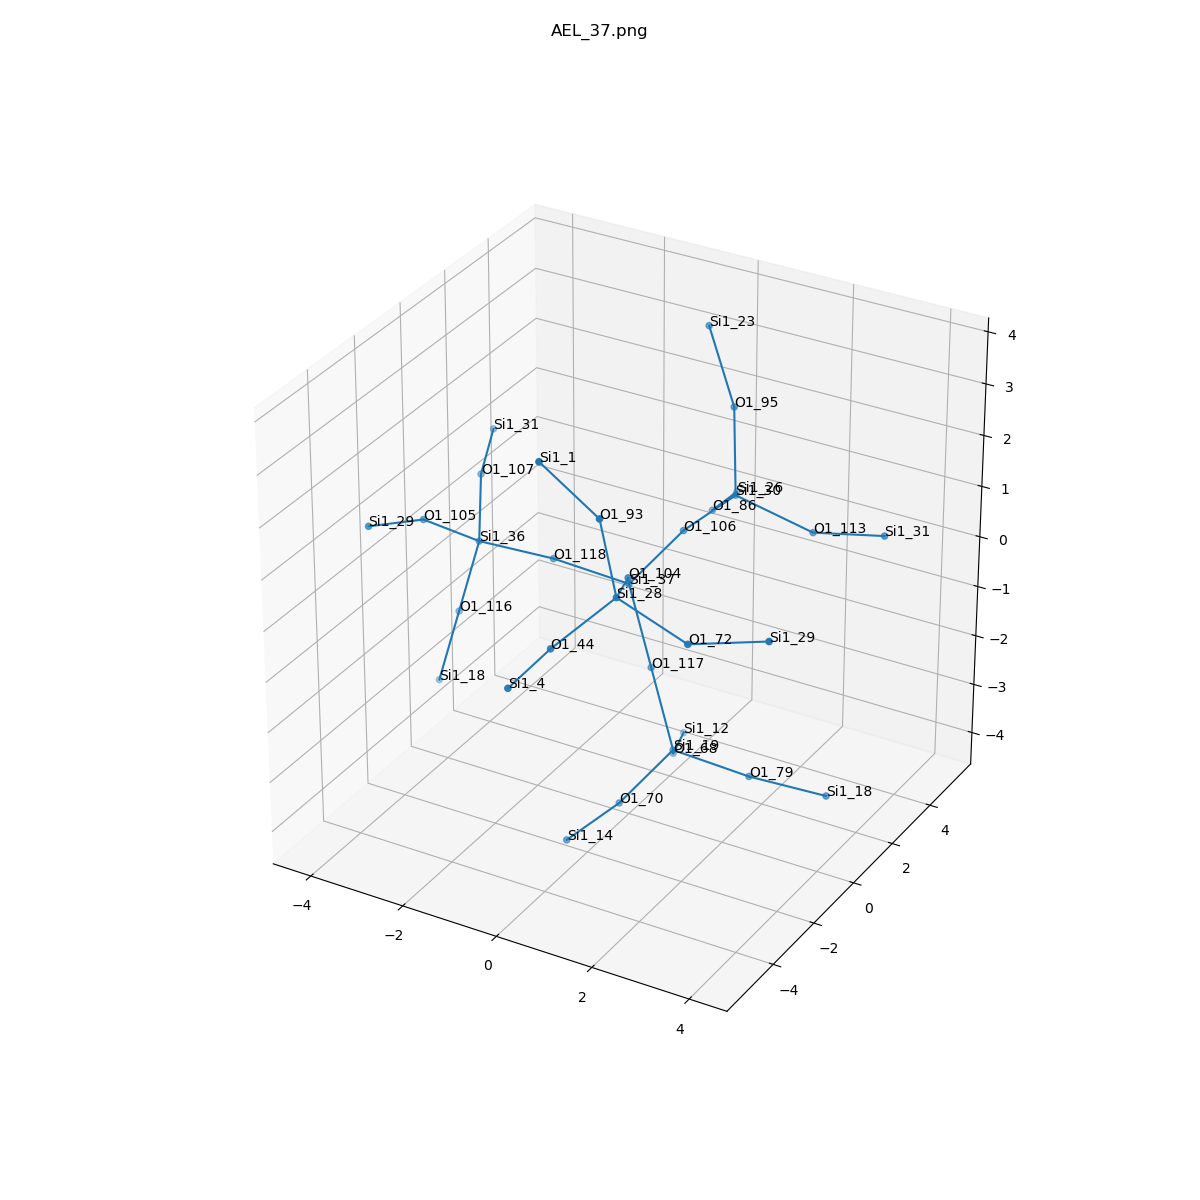 AEL_37.png
Si1_23
O1_95
Si1_31
Si1_1
O1_107
Si1_26
Si1_30
O1_86
O1_93
O1_105
Si1_29
O1_106
O1_113
Si1_31
Si1_36
O1_118
O1_104
Si1_37
Si1_28
O1_116
O1_44
O1_72
Si1_29
O1_117
Si1_18
Si1_4
Si1_12
Si1_19
O1_68
O1_79
Si1_18
O1_70
Si1_14
4
3
2
1
0
−1
−2
−3
−4
−4
−2
0
2
4
−4
−2
0
2
4